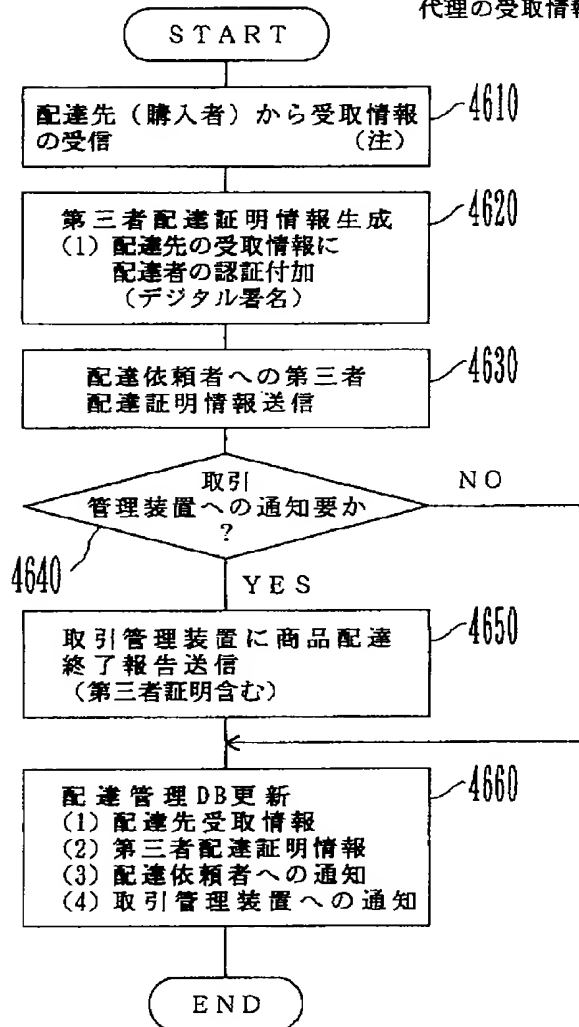 代理の受取情報
START
配達先（購入者）から受取情報
の受信 （注）
4610
第三者配達証明情報生成
(1) 配達先の受取情報に
配達者の認証付加
（デジタル署名）
4620
配達依頼者への第三者
配達証明情報送信
4630
取引
管理装置への通知要か
?
NO
4640
YES
取引管理装置に商品配達
終了報告送信
（第三者証明含む）
4650
配達管理DB更新
(1) 配達先受取情報
(2) 第三者配達証明情報
(3) 配達依頼者への通知
(4) 取引管理装置への通知
4660
END